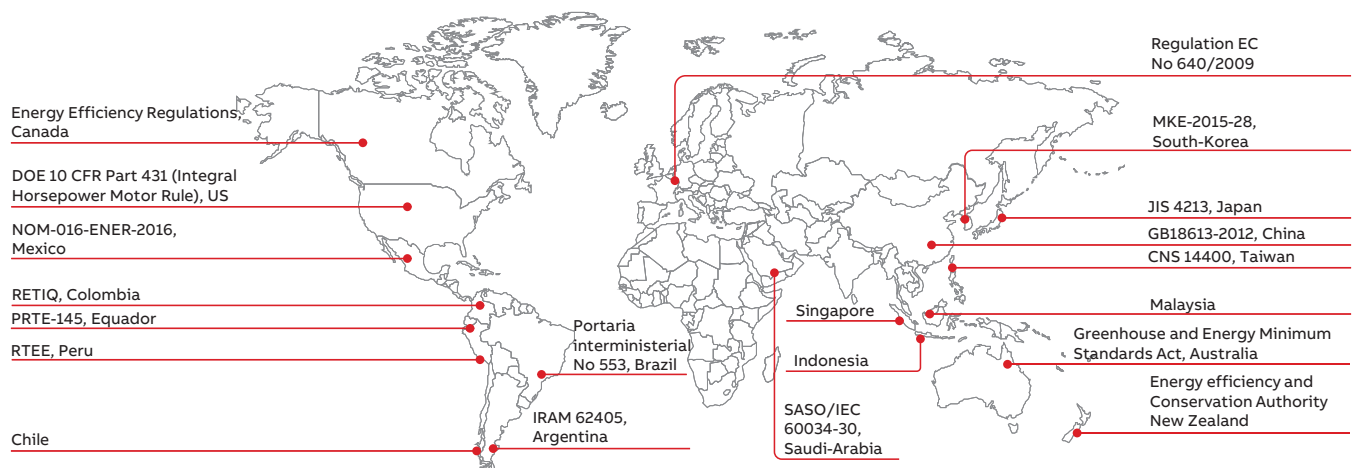 Energy Efficiency Regulations,
Canada
DOE 10 CFR Part 431 (Integral
Horsepower Motor Rule), US
NOM-016-ENER-2016,
Mexico
RETIQ, Colombia
PRTE-145, Equador
RTEE, Peru
Chile
Portaria
interministerial
No 553, Brazil
IRAM 62405,
Argentina
Regulation EC
No 640/2009
MKE-2015-28,
South-Korea
JIS 4213, Japan
GB18613-2012, China
CNS 14400, Taiwan
Singapore
Malaysia
Indonesia
Greenhouse and Energy Minimum
Standards Act, Australia
SASO/IEC
60034-30,
Saudi-Arabia
Energy efficiency and
Conservation Authority
New Zealand